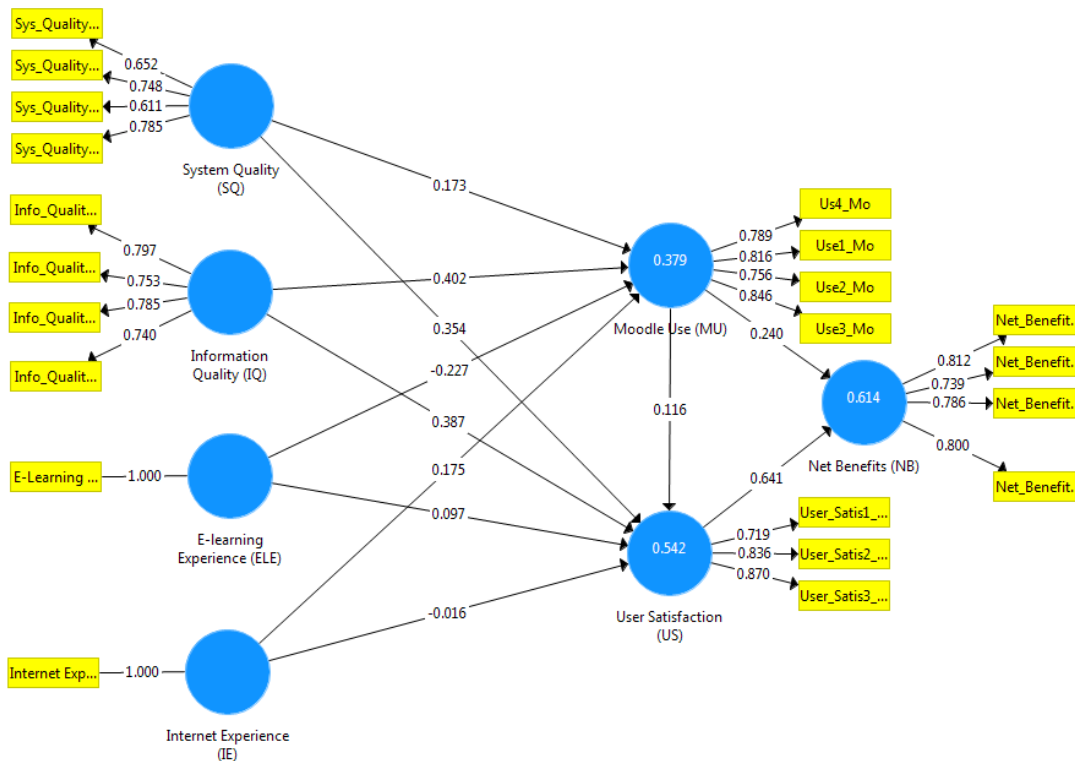 Sys_Quality...
0.652
Sys_Quality...
0.748
Sys_Quality...
0.611
Sys_Quality...
0.785
System Quality
(SQ)
Info_Qualit...
0.797
Info_Qualit...
0.753
Info_Qualit...
0.785
Info_Qualit...
0.740
Information
Quality (IQ)
E-Learning ...
1.000
E-learning
Experience (ELE)
Internet Exp...
1.000
Internet Experience
(IE)
0.173
0.402
0.354
-0.227
0.387
0.175
0.097
-0.016
0.379
Moodle Use (MU)
Us4_Mo
0.789
Use1_Mo
0.816
Use2_Mo
0.756
Use3_Mo
0.846
0.240
0.116
0.641
0.542
User Satisfaction
(US)
User_Satis1_...
0.719
User_Satis2_...
0.836
User_Satis3_...
0.870
0.614
Net Benefits (NB)
Net_Benefit.
0.812
Net_Benefit.
0.739
Net_Benefit.
0.786
Net_Benefit.
0.800